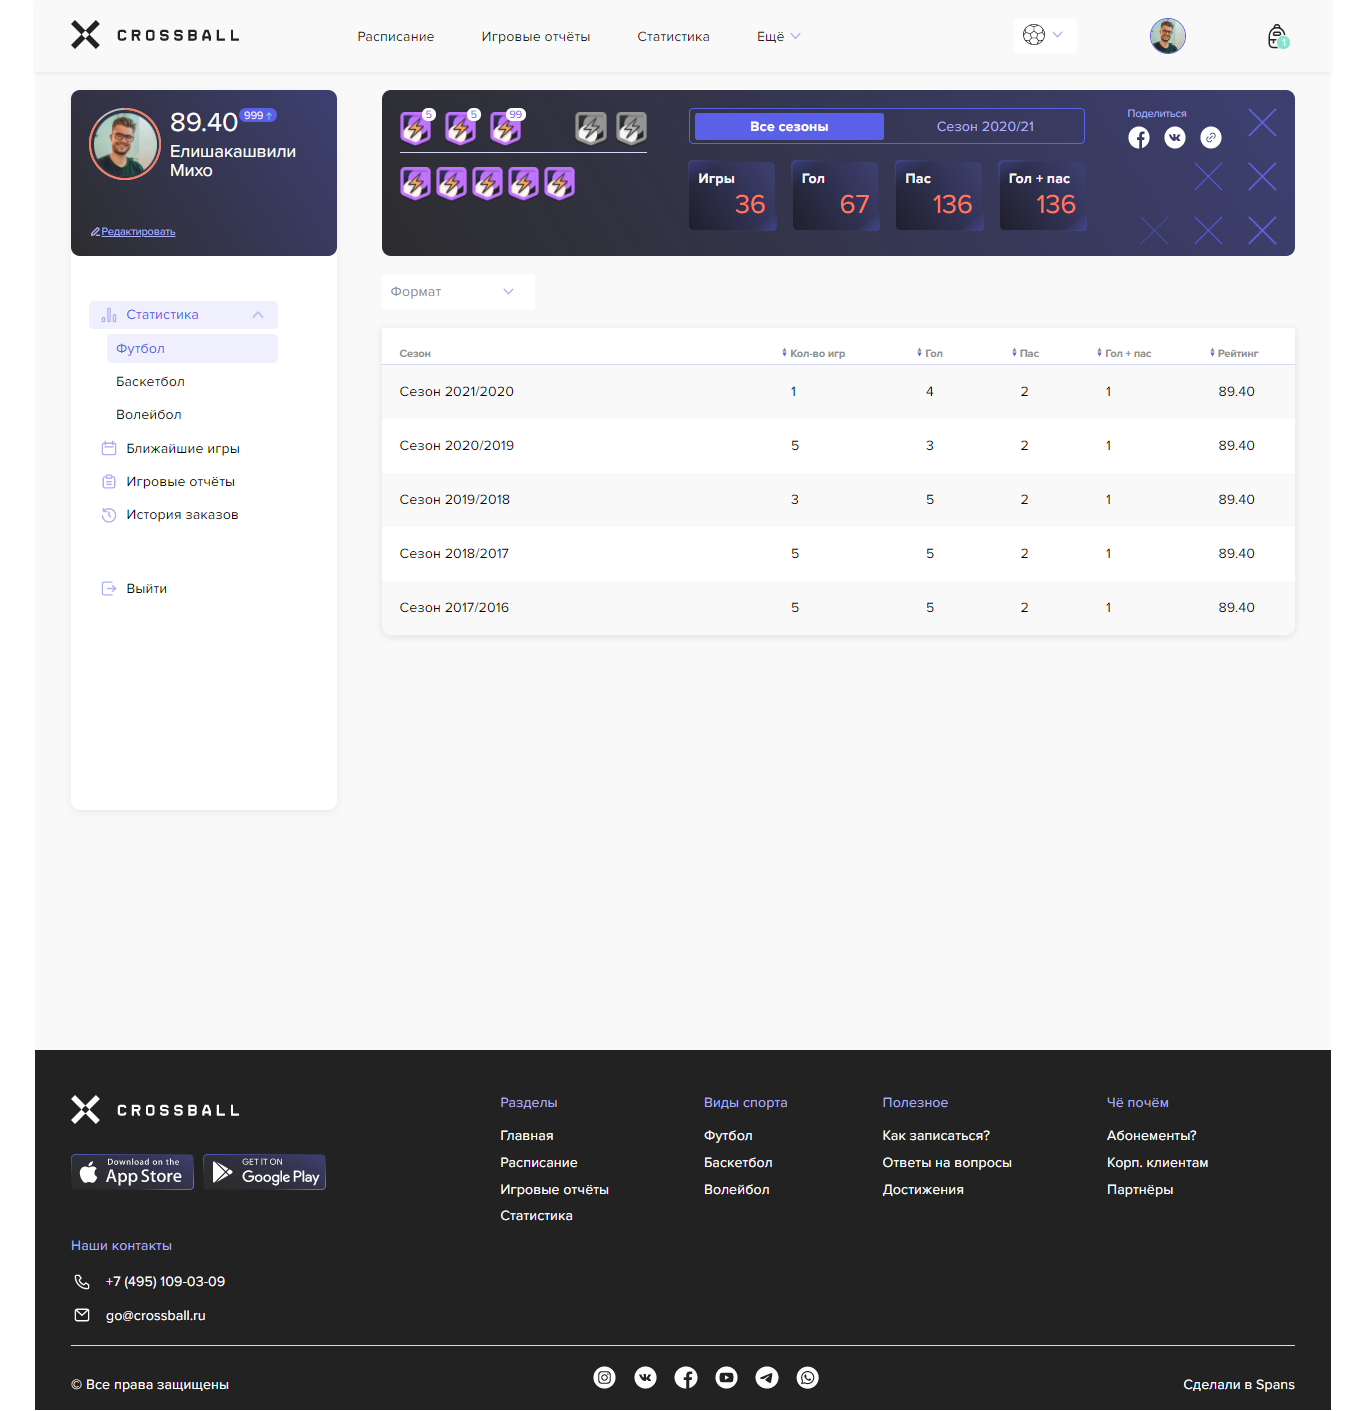 CROSSBALL
Расписание
Игровые отчёты
Статистика
Ещё
1
89.40 999↑
Елишакашвили
Михо
Редактировать
5 5 99
Все сезоны Сезон 2020/21
Поделиться
Игры Гол Пас Гол + пас
36 67 136 136
Статистика
Футбол
Баскетбол
Волейбол
Ближайшие игры
Игровые отчёты
История заказов
Выйти
Формат
Сезон Кол-во игр Гол Пас Гол + пас Рейтинг
Сезон 2021/2020 1 4 2 1 89.40
Сезон 2020/2019 5 3 2 1 89.40
Сезон 2019/2018 3 5 2 1 89.40
Сезон 2018/2017 5 5 2 1 89.40
Сезон 2017/2016 5 5 2 1 89.40
CROSSBALL
Download on the
App Store
GET IT ON
Google Play
Наши контакты
+7 (495) 109-03-09
go@crossball.ru
Разделы
Главная
Расписание
Игровые отчёты
Статистика
Виды спорта
Футбол
Баскетбол
Волейбол
Полезное
Как записаться?
Ответы на вопросы
Достижения
Чё почём
Абонементы?
Корп. клиентам
Партнёры
© Все права защищены
Сделали в Spans